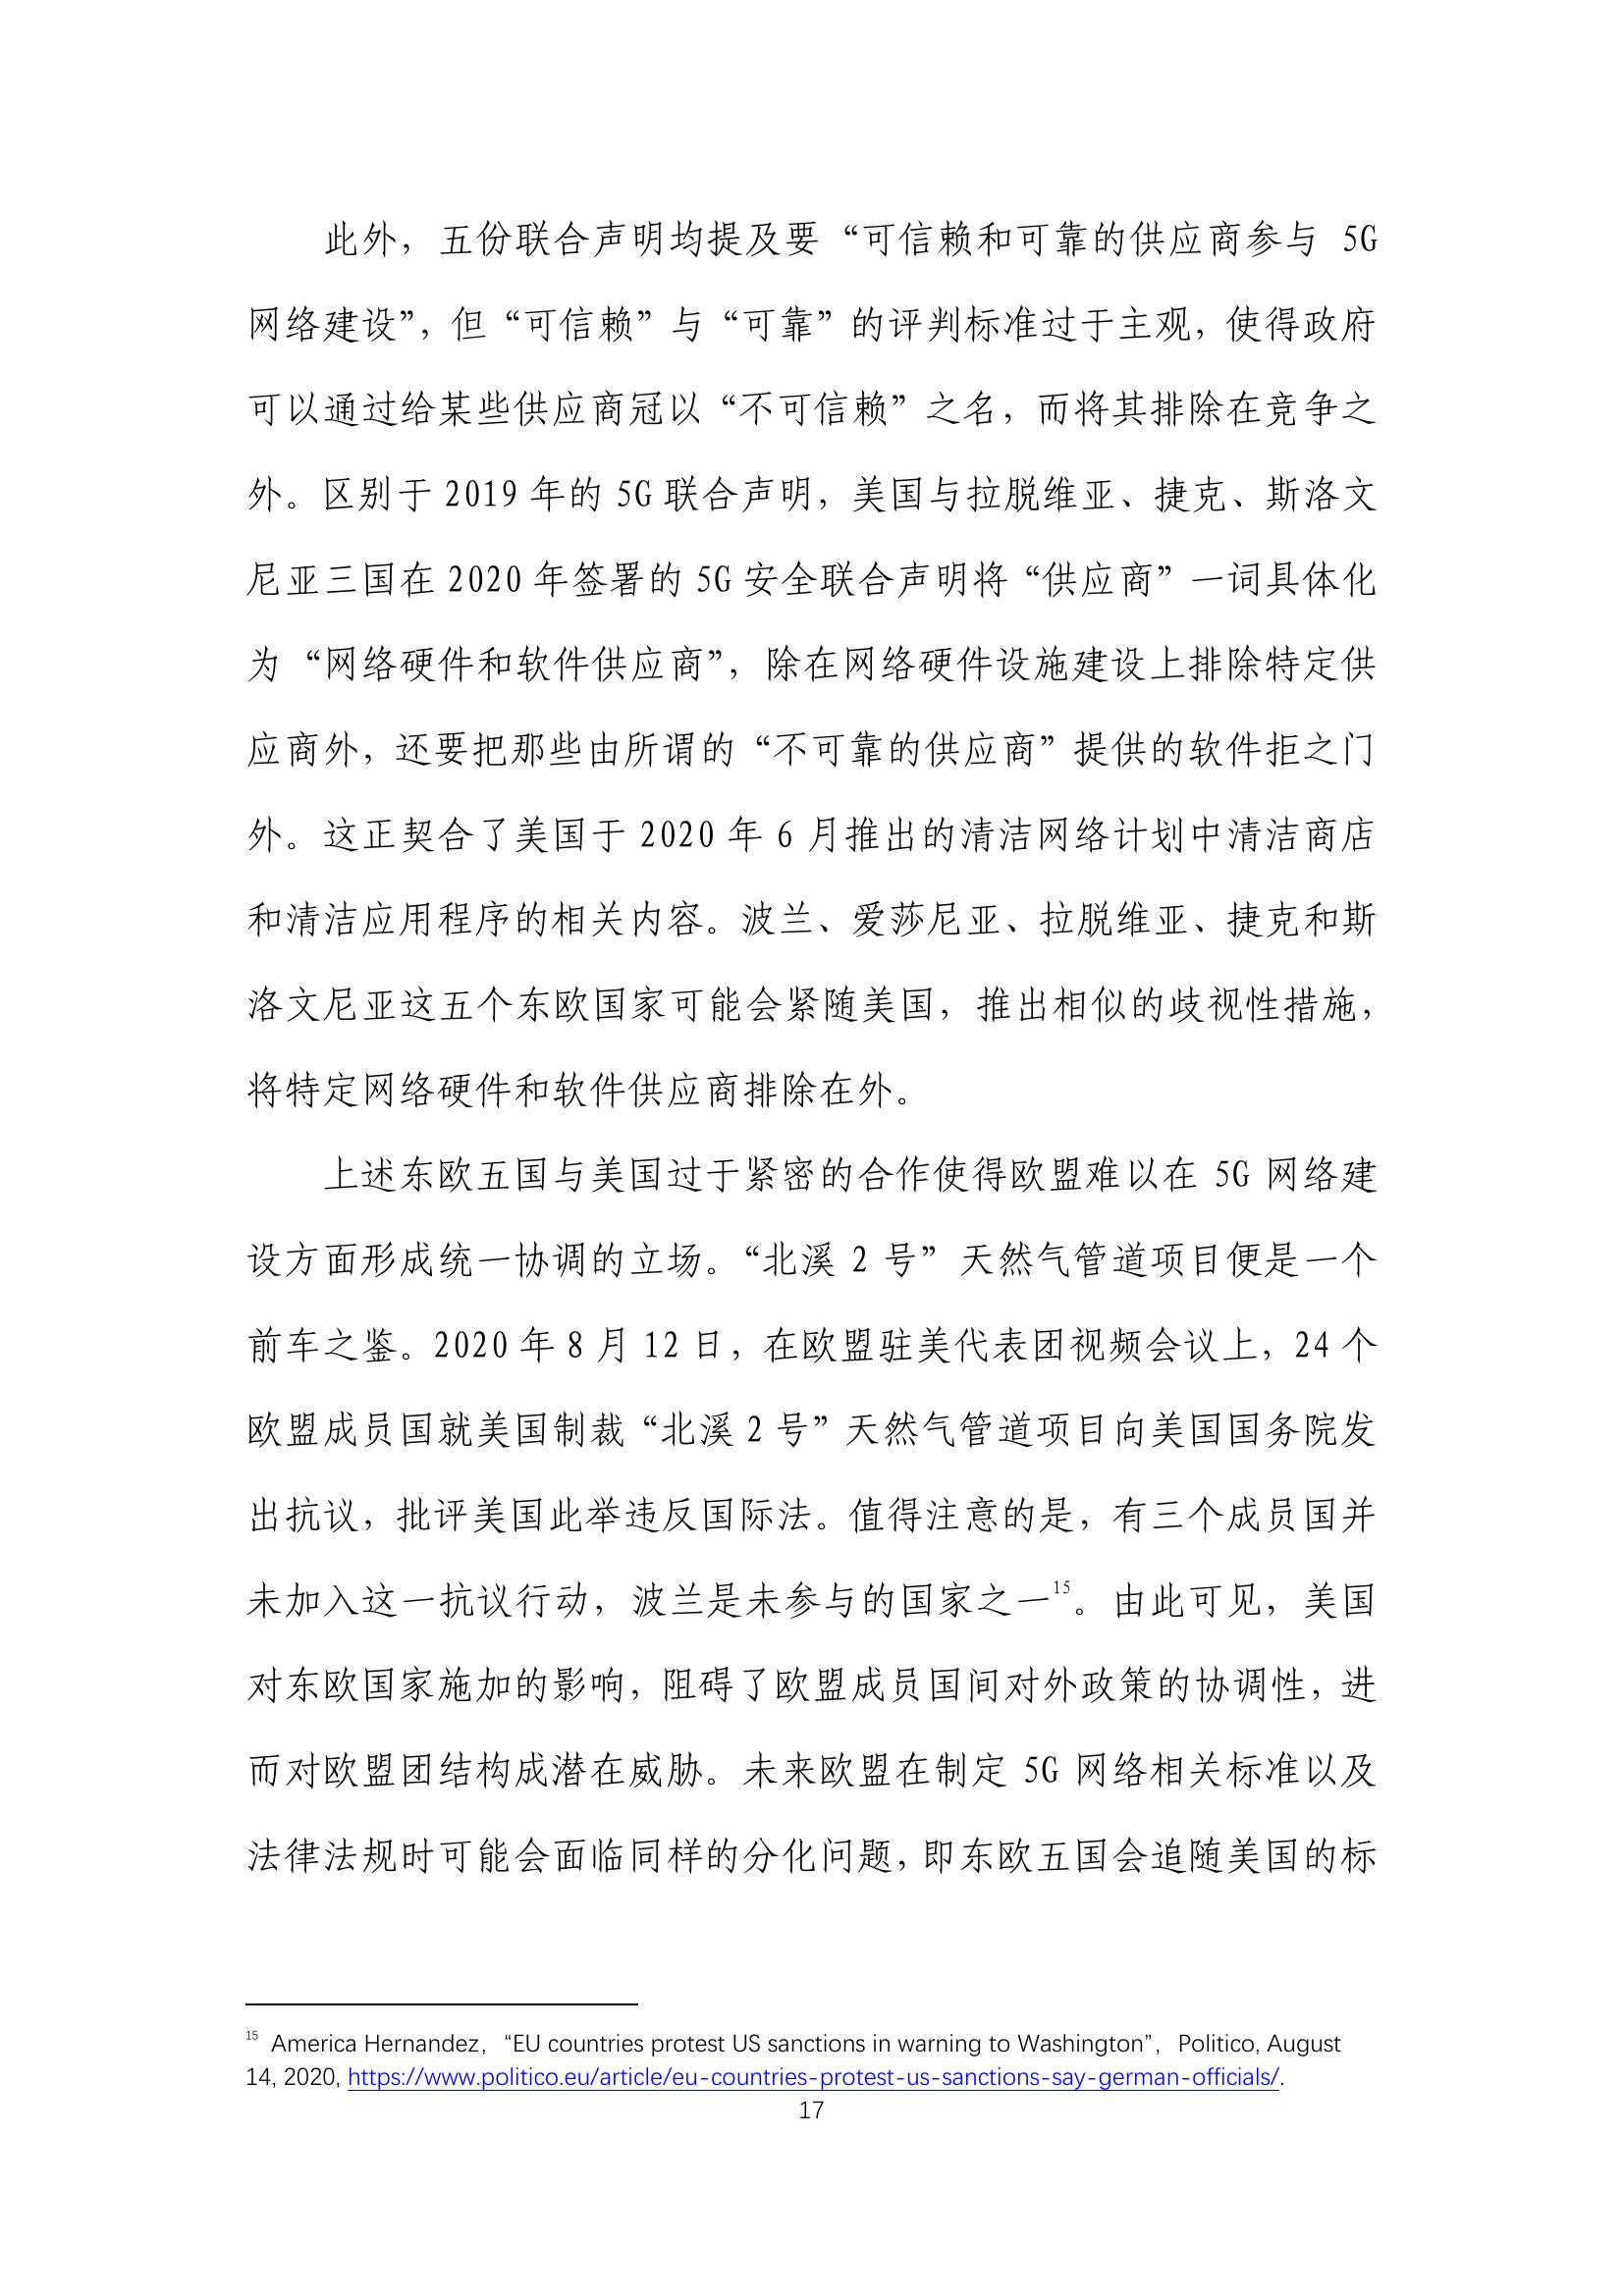 此外，五份联合声明均提及要“可信赖和可靠的供应商参与 5G
网络建设”，但“可信赖”与“可靠”的评判标准过于主观，使得政府
可以通过给某些供应商冠以“不可信赖”之名，而将其排除在竞争之
外。区别于 2019 年的 5G 联合声明，美国与拉脱维亚、捷克、斯洛文
尼亚三国在 2020 年签署的 5G 安全联合声明将“供应商”一词具体化
为“网络硬件和软件供应商”，除在网络硬件设施建设上排除特定供
应商外，还要把那些由所谓的“不可靠的供应商”提供的软件拒之门
外。这正契合了美国于 2020 年 6 月推出的清洁网络计划中清洁商店
和清洁应用程序的相关内容。波兰、爱莎尼亚、拉脱维亚、捷克和斯
洛文尼亚这五个东欧国家可能会紧随美国，推出相似的歧视性措施，
将特定网络硬件和软件供应商排除在外。
上述东欧五国与美国过于紧密的合作使得欧盟难以在 5G 网络建
设方面形成统一协调的立场。“北溪 2 号”天然气管道项目便是一个
前车之鉴。2020 年 8 月 12 日，在欧盟驻美代表团视频会议上，24 个
欧盟成员国就美国制裁“北溪 2 号”天然气管道项目向美国国务院发
出抗议，批评美国此举违反国际法。值得注意的是，有三个成员国并
未加入这一抗议行动，波兰是未参与的国家之一15。由此可见，美国
对东欧国家施加的影响，阻碍了欧盟成员国间对外政策的协调性，进
而对欧盟团结构成潜在威胁。未来欧盟在制定 5G 网络相关标准以及
法律法规时可能会面临同样的分化问题，即东欧五国会追随美国的标
15 America Hernandez，“EU countries protest US sanctions in warning to Washington”，Politico, August
14, 2020, https://www.politico.eu/article/eu-countries-protest-us-sanctions-say-german-officials/.
17